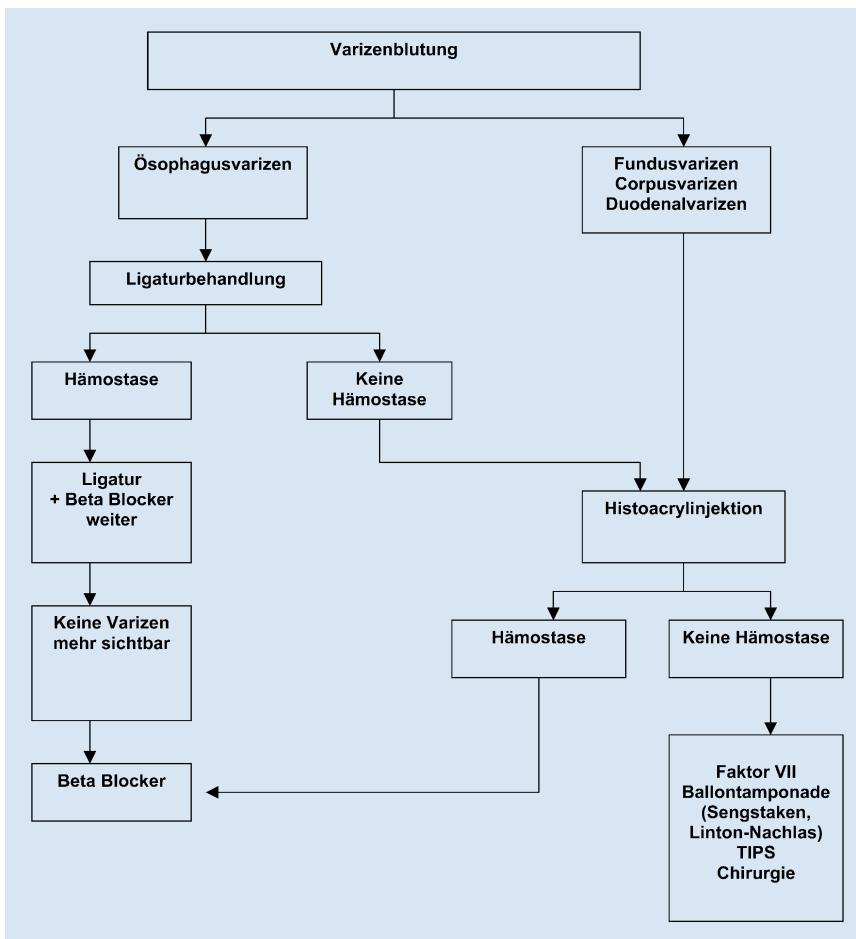 Varizenblutung
Ösophagusvarizen
Fundusvarizen
Corpusvarizen
Duodenalvarizen
Ligaturbehandlung
Hämostase
Keine
Hämostase
Ligatur
+ Beta Blocker
weiter
Histoacrylinjektion
Keine Varizen
mehr sichtbar
Hämostase
Keine Hämostase
Beta Blocker
Faktor VII
Ballontamponade
(Sengstaken,
Linton-Nachlas)
TIPS
Chirurgie